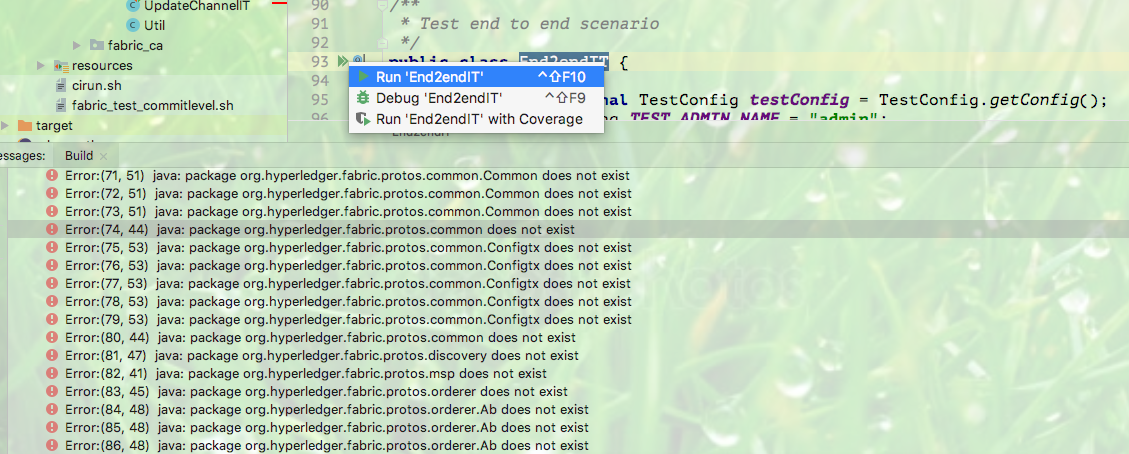 UpdateChannelIT
Util
fabric_ca
resources
cirun.sh
fabric_test_commitlevel.sh
target
90 /**
91 * Test end to end scenario
92 */
93 public class End2endIT {
94
95 nal TestConfig testConfig = TestConfig.getConfig();
96 TEST_ADMIN_NAME = "admin";
Run 'End2endIT' ^⇧F10
Debug 'End2endIT' ^⇧F9
Run 'End2endIT' with Coverage
End2endIT
essages: Build ×
Error:(71, 51) java: package org.hyperledger.fabric.protos.common.Common does not exist
Error:(72, 51) java: package org.hyperledger.fabric.protos.common.Common does not exist
Error:(73, 51) java: package org.hyperledger.fabric.protos.common.Common does not exist
Error:(74, 44) java: package org.hyperledger.fabric.protos.common does not exist
Error:(75, 53) java: package org.hyperledger.fabric.protos.common.Configtx does not exist
Error:(76, 53) java: package org.hyperledger.fabric.protos.common.Configtx does not exist
Error:(77, 53) java: package org.hyperledger.fabric.protos.common.Configtx does not exist
Error:(78, 53) java: package org.hyperledger.fabric.protos.common.Configtx does not exist
Error:(79, 53) java: package org.hyperledger.fabric.protos.common.Configtx does not exist
Error:(80, 44) java: package org.hyperledger.fabric.protos.common does not exist
Error:(81, 47) java: package org.hyperledger.fabric.protos.discovery does not exist
Error:(82, 41) java: package org.hyperledger.fabric.protos.msp does not exist
Error:(83, 45) java: package org.hyperledger.fabric.protos.orderer does not exist
Error:(84, 48) java: package org.hyperledger.fabric.protos.orderer.Ab does not exist
Error:(85, 48) java: package org.hyperledger.fabric.protos.orderer.Ab does not exist
Error:(86, 48) java: package org.hyperledger.fabric.protos.orderer.Ab does not exist